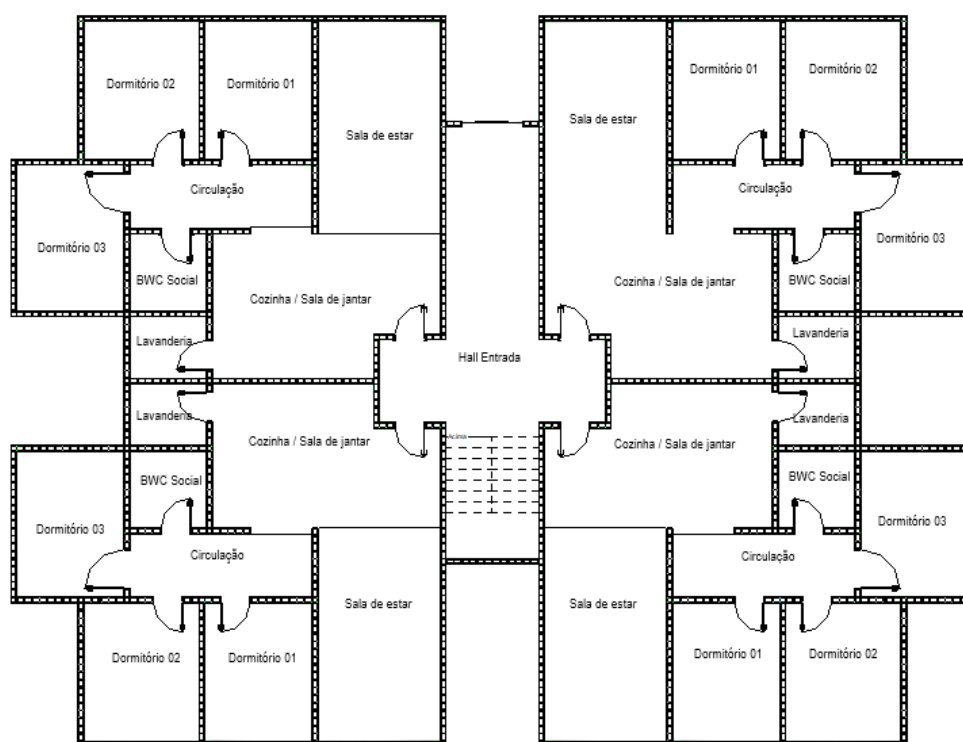 Dormitório 02
Dormitório 01
Sala de estar
Sala de estar
Dormitório 01
Dormitório 02
Circulação
Circulação
Dormitório 03
Dormitório 03
BWC Social
BWC Social
Cozinha / Sala de jantar
Cozinha / Sala de jantar
Lavanderia
Lavanderia
Hall Entrada
Lavanderia
Lavanderia
Cozinha / Sala de jantar
Acima
Cozinha / Sala de jantar
BWC Social
BWC Social
Dormitório 03
Dormitório 03
Circulação
Circulação
Sala de estar
Sala de estar
Dormitório 02
Dormitório 01
Dormitório 01
Dormitório 02